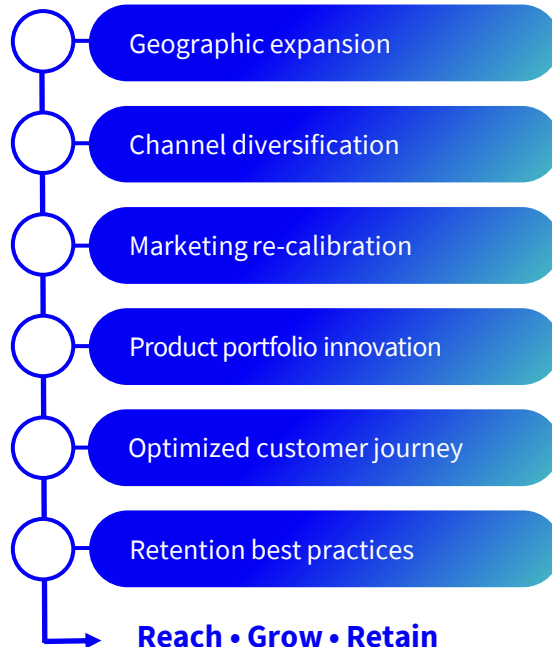 Geographic expansion
Channel diversification
Marketing re-calibration
Product portfolio innovation
Optimized customer journey
Retention best practices
Reach • Grow • Retain